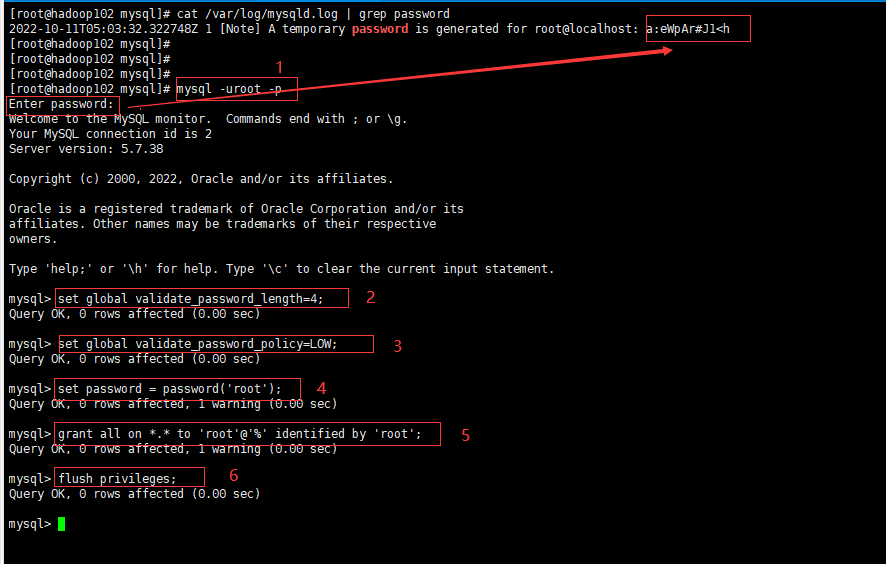 [root@hadoop102 mysql]# cat /var/log/mysqld.log | grep password
2022-10-11T05:03:32.322748Z 1 [Note] A temporary password is generated for root@localhost: a:eWpAr#J1<h
[root@hadoop102 mysql]#
[root@hadoop102 mysql]#
[root@hadoop102 mysql]#
1
[root@hadoop102 mysql]# mysql -uroot -p
Enter password:
Welcome to the MySQL monitor.  Commands end with ; or \g.
Your MySQL connection id is 2
Server version: 5.7.38
Copyright (c) 2000, 2022, Oracle and/or its affiliates.
Oracle is a registered trademark of Oracle Corporation and/or its
affiliates. Other names may be trademarks of their respective
owners.
Type 'help;' or '\h' for help. Type '\c' to clear the current input statement.
mysql> set global validate_password_length=4; 2
Query OK, 0 rows affected (0.00 sec)
mysql> set global validate_password_policy=LOW; 3
Query OK, 0 rows affected (0.00 sec)
mysql> set password = password('root'); 4
Query OK, 0 rows affected, 1 warning (0.00 sec)
mysql> grant all on *.* to 'root'@'%' identified by 'root'; 5
Query OK, 0 rows affected, 1 warning (0.00 sec)
mysql> flush privileges; 6
Query OK, 0 rows affected (0.00 sec)
mysql>